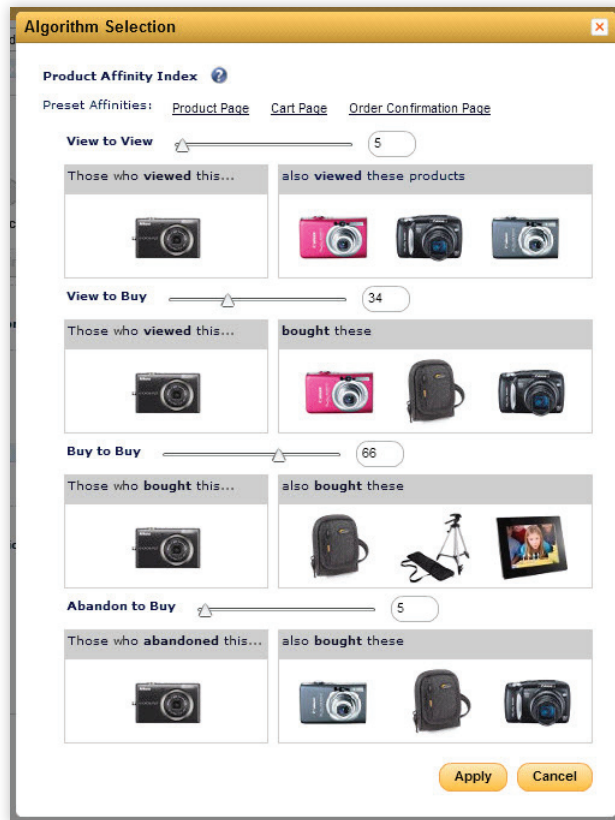 Algorithm Selection
Product Affinity Index ?
Preset Affinities: Product Page Cart Page Order Confirmation Page
View to View 5
Those who viewed this... also viewed these products
View to Buy 34
Those who viewed this... bought these
Buy to Buy 66
Those who bought this... also bought these
Abandon to Buy 5
Those who abandoned this... also bought these
Apply Cancel